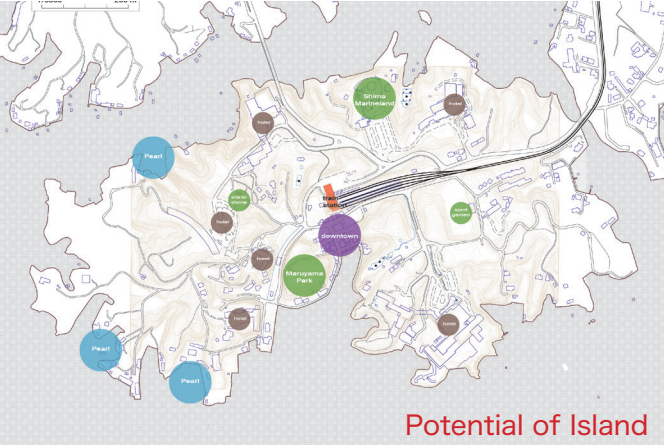 Shima
Marineland
hotel
hotel
Pearl
train
station
sport
garden
hotel
downtown
hotel
Maruyama
Park
hotel
hotel
Pearl
Pearl
Potential of Island